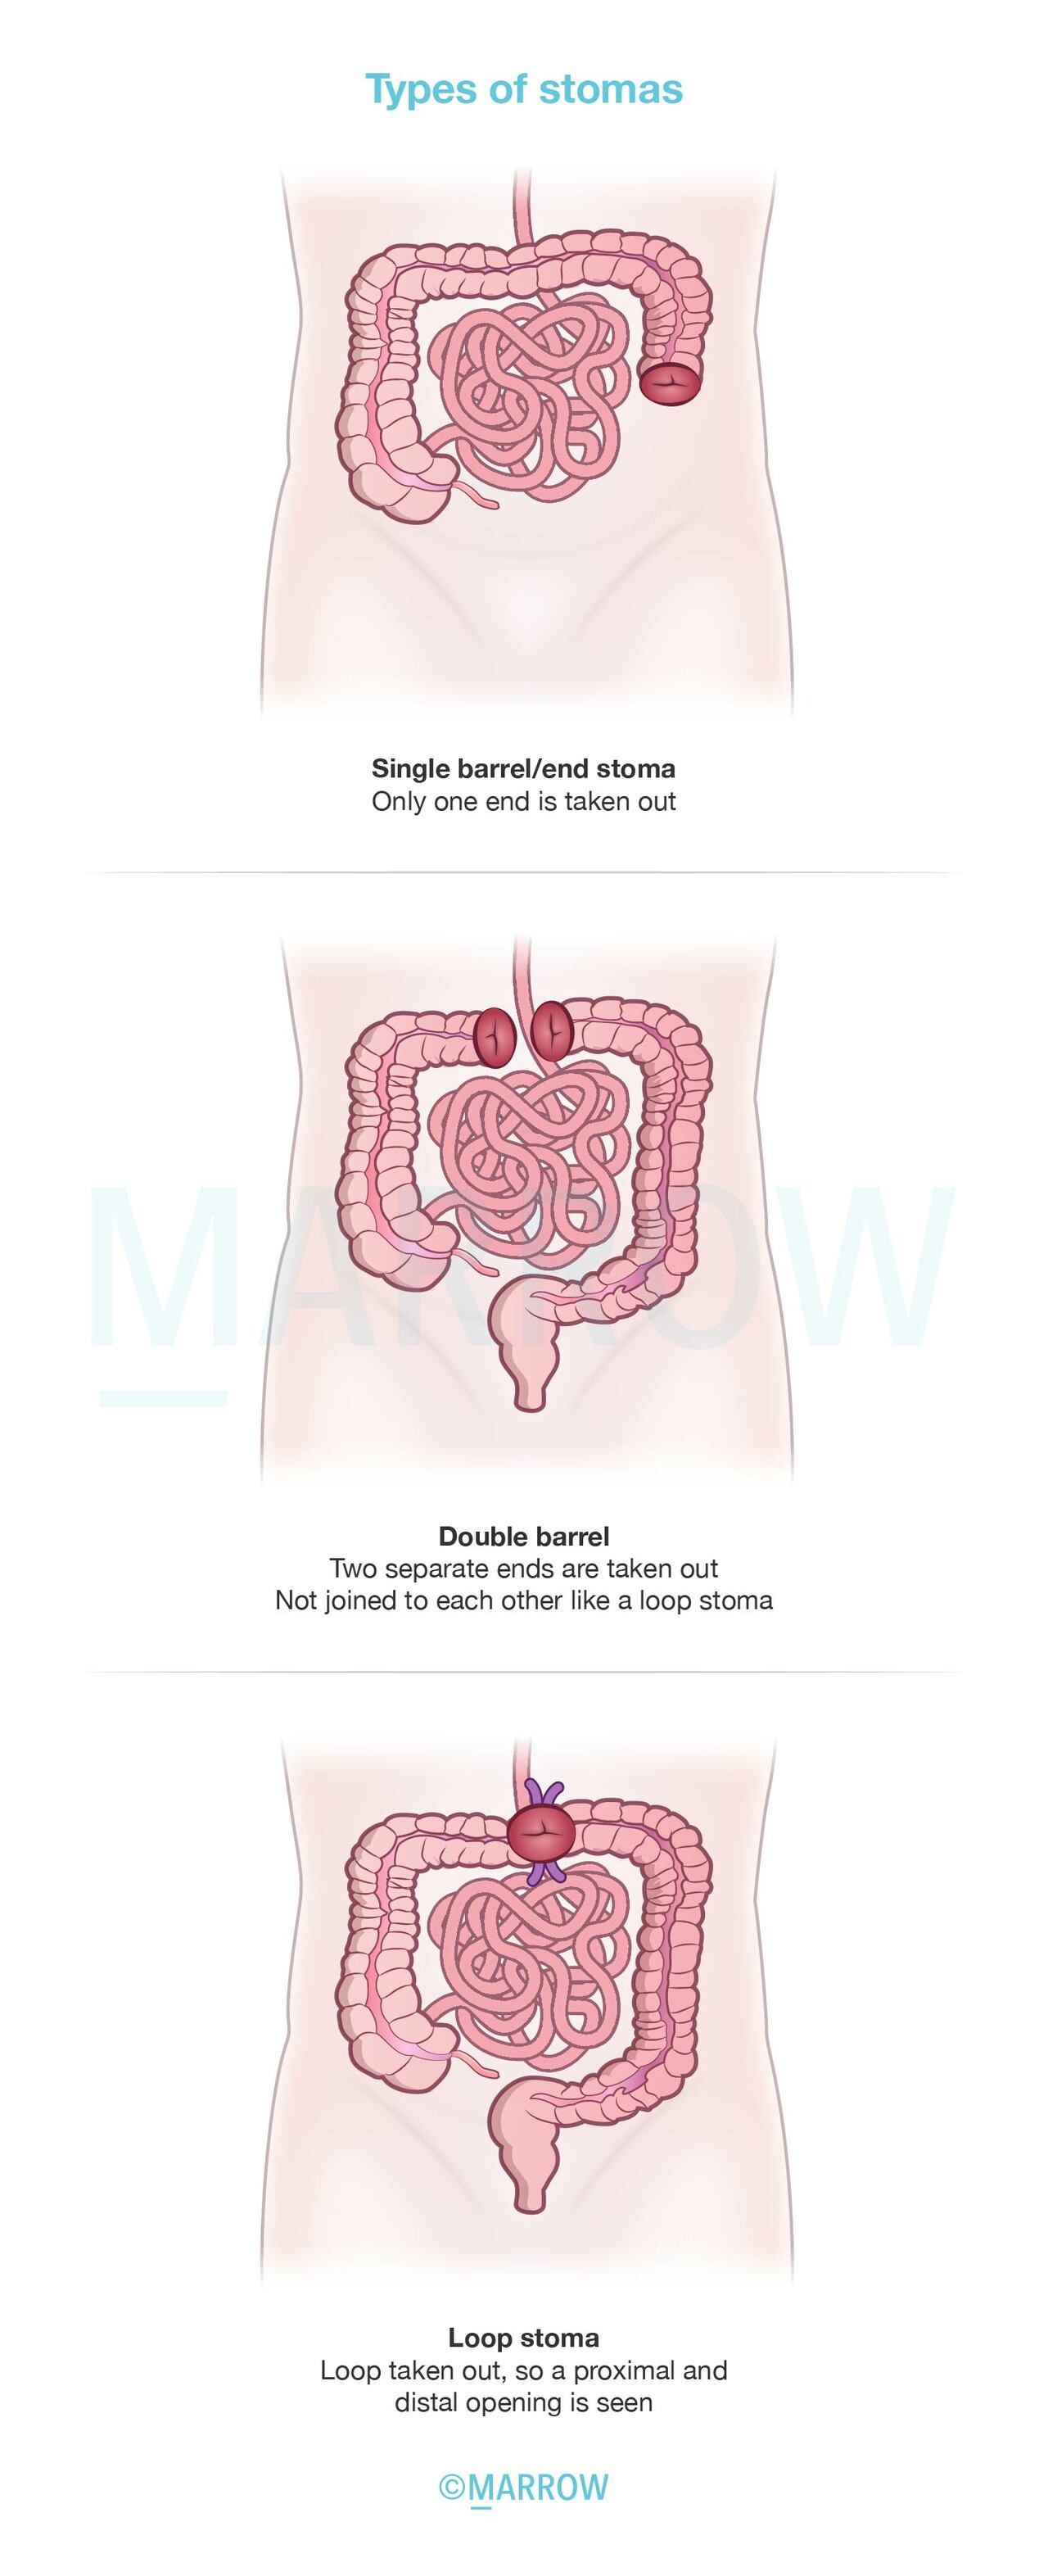 Types of stomas
Single barrel/end stoma
Only one end is taken out
MARROW
Double barrel
Two separate ends are taken out
Not joined to each other like a loop stoma
Loop stoma
Loop taken out, so a proximal and
distal opening is seen
©MARROW